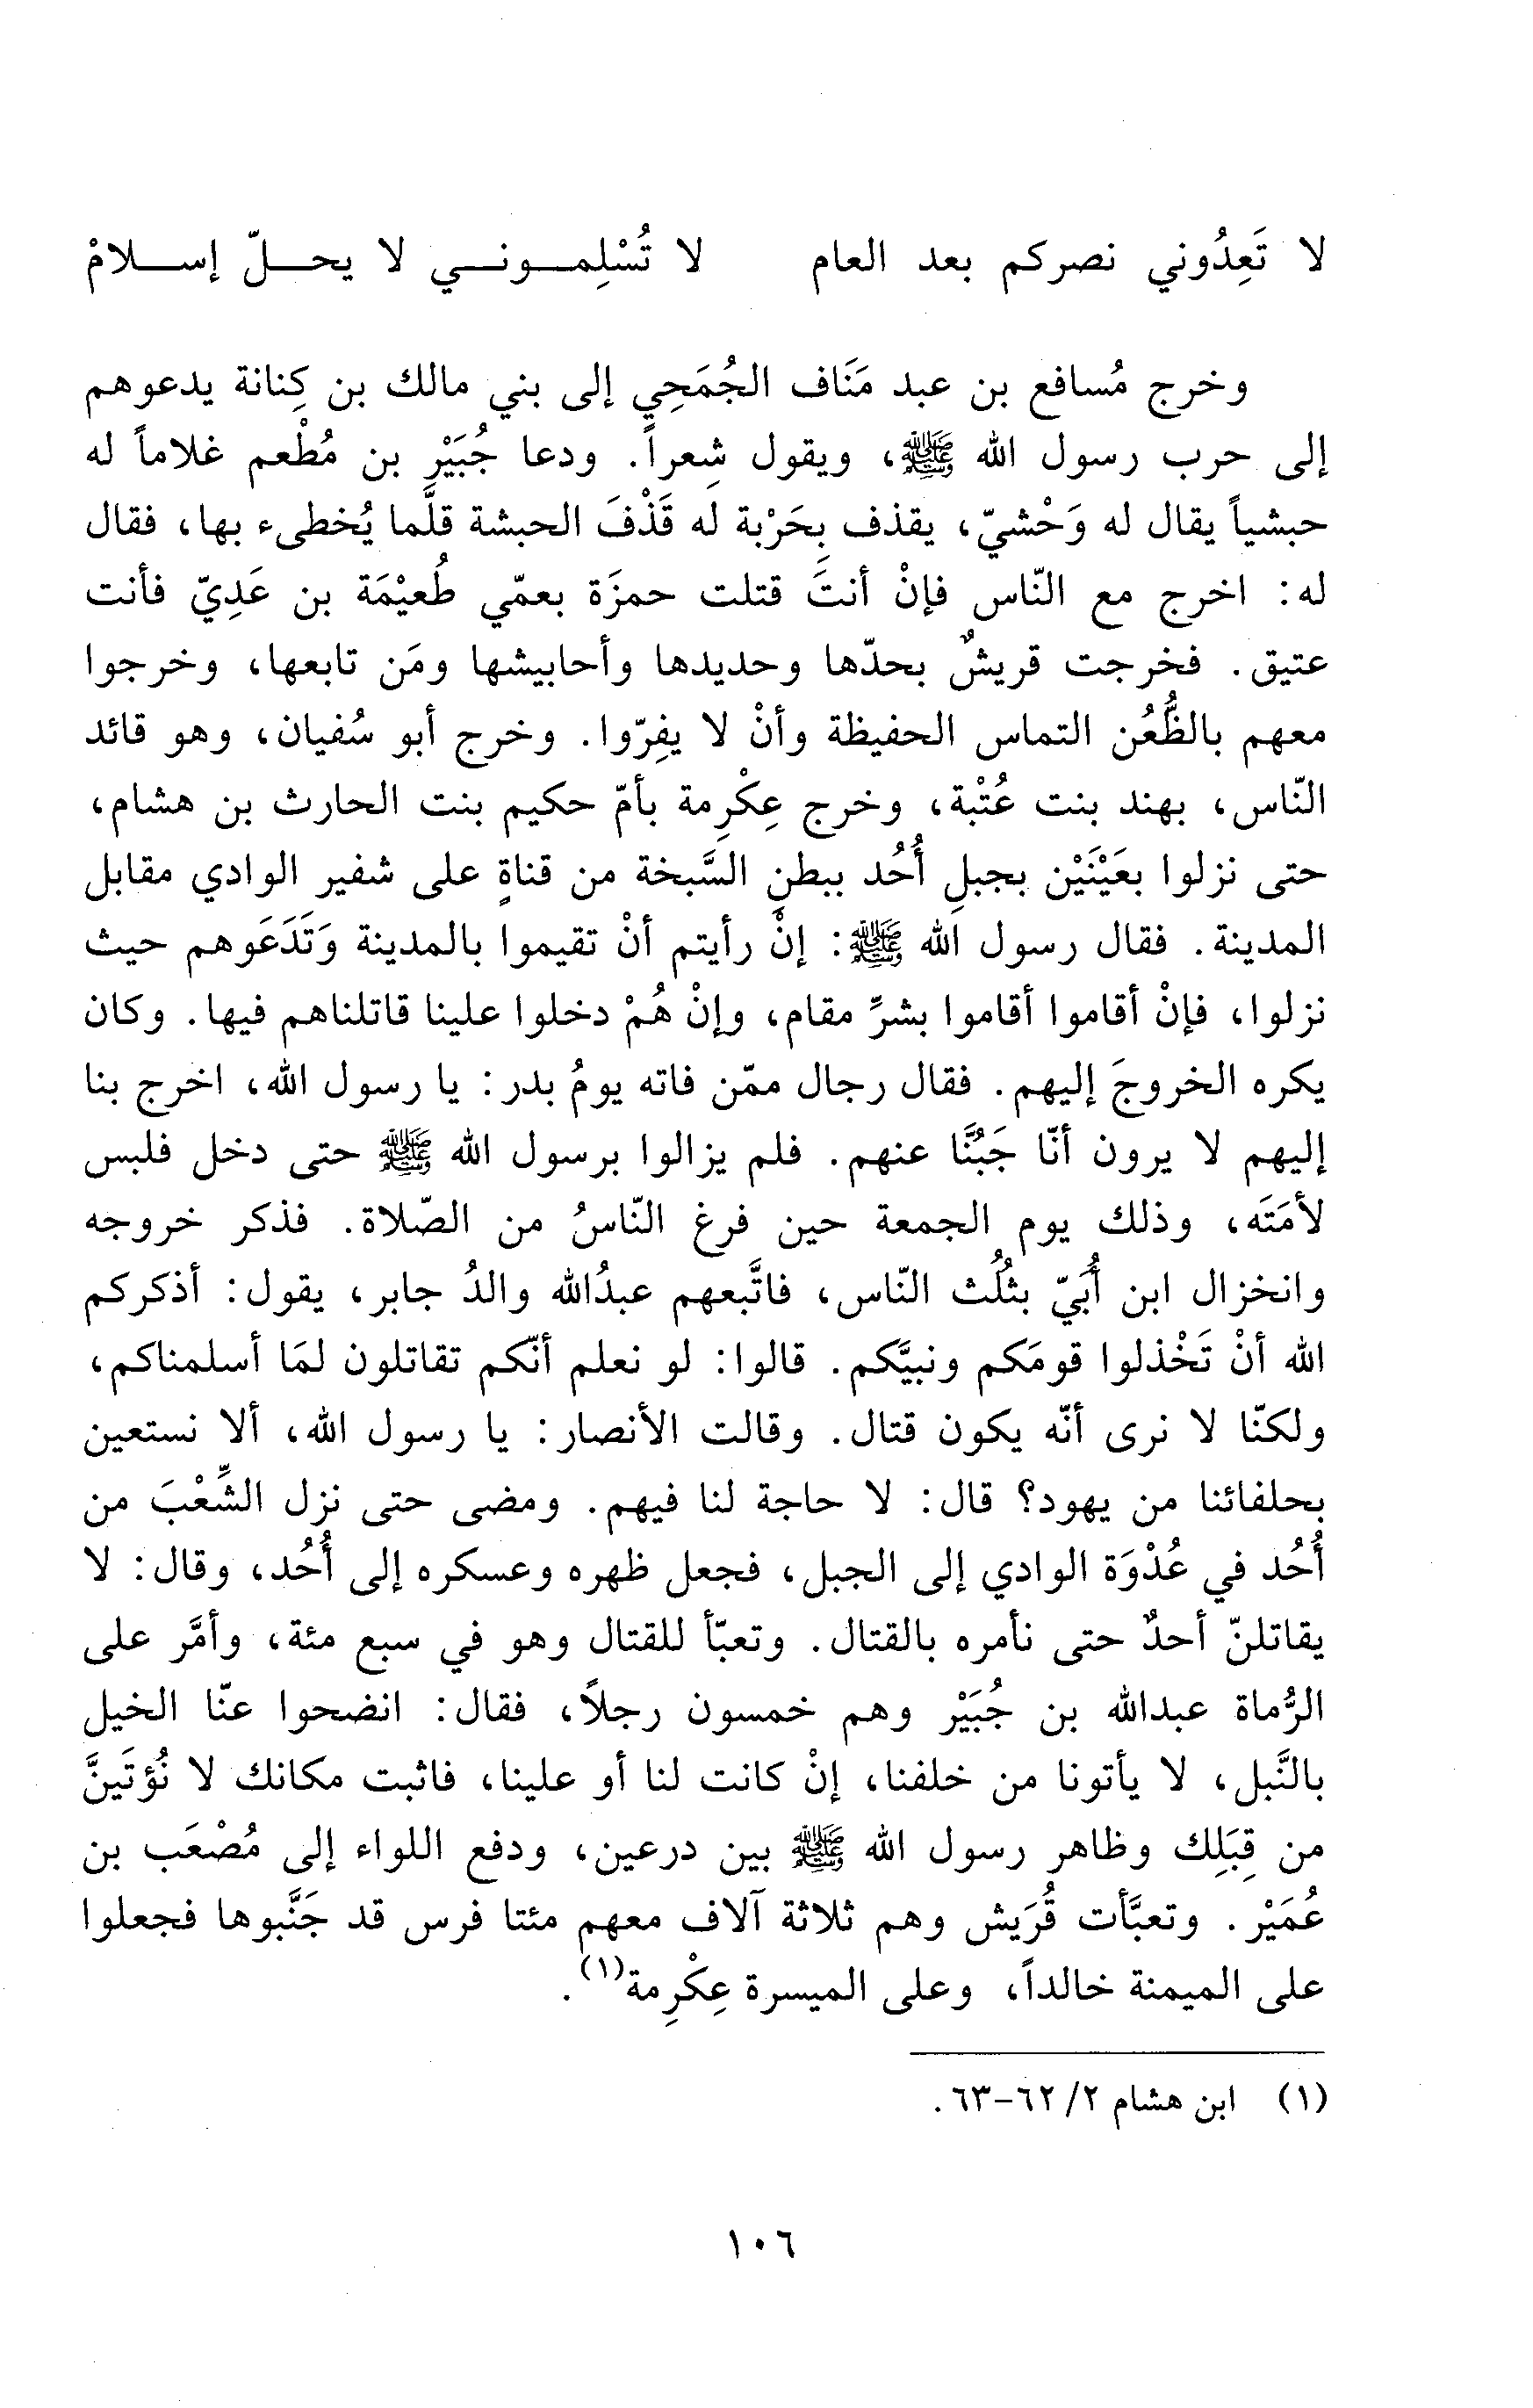 لا تَعِدُوني نصركم بعد العام لا تُسْلِمـــونـــي لا يحـــلّ إســـلامْ
وخرج مُسافع بن عبد مَنَاف الجُمَحِي إلى بني مالك بن كِنانة يدعوهم
إلى حرب رسول الله ﷺ، ويقول شِعراً. ودعا جُبَيْر بن مُطْعم غلاماً له
حبشياً يقال له وَحْشيّ، يقذف بِحَرْبة له قَذْفَ الحبشة قلَّما يُخطىء بها، فقال
له: اخرج مع النّاس فإنْ أنتَ قتلت حمزَة بعمّي طُعيْمَة بن عَدِيّ فأنت
عتيق. فخرجت قريشٌ بحدّها وحديدها وأحابيشها ومَن تابعها، وخرجوا
معهم بالظُّعُن التماس الحفيظة وأنْ لا يفِرّوا. وخرج أبو سُفيان، وهو قائد
النّاس، بهند بنت عُتْبة، وخرج عِكْرِمة بأمّ حكيم بنت الحارث بن هشام،
حتى نزلوا بعَيْنَيْن بجبلِ أُحُد ببطنِ السَّبخة من قناةٍ على شفير الوادي مقابل
المدينة. فقال رسول الله ﷺ: إنْ رأيتم أنْ تقيموا بالمدينة وَتَدَعَوهم حيث
نزلوا، فإنْ أقاموا أقاموا بشرِّ مقام، وإنْ هُمْ دخلوا علينا قاتلناهم فيها. وكان
يكره الخروجَ إليهم. فقال رجال ممّن فاته يومُ بدر: يا رسول الله، اخرج بنا
إليهم لا يرون أنّا جَبُنَّا عنهم. فلم يزالوا برسول الله ﷺ حتى دخل فلبس
لأمَتَه، وذلك يوم الجمعة حين فرغ النّاسُ من الصّلاة. فذكر خروجه
وانخزال ابن أُبَيّ بثلُث النّاس، فاتَّبعهم عبدُالله والدُ جابر، يقول: أذكركم
الله أنْ تَخْذلوا قومَكم ونبيَّكم. قالوا: لو نعلم أنّكم تقاتلون لمَا أسلمناكم،
ولكنّا لا نرى أنّه يكون قتال. وقالت الأنصار: يا رسول الله، ألا نستعين
بحلفائنا من يهود؟ قال: لا حاجة لنا فيهم. ومضى حتى نزل الشِّعْبَ من
أُحُد في عُدْوَة الوادي إلى الجبل، فجعل ظهره وعسكره إلى أُحُد، وقال: لا
يقاتلنّ أحدٌ حتى نأمره بالقتال. وتعبّأ للقتال وهو في سبع مئة، وأمَّر على
الرُّماة عبدالله بن جُبَيْر وهم خمسون رجلاً، فقال: انضحوا عنّا الخيل
بالنَّبل، لا يأتونا من خلفنا، إنْ كانت لنا أو علينا، فاثبت مكانك لا نُؤتَينَّ
من قِبَلِك وظاهر رسول الله ﷺ بين درعين، ودفع اللواء إلى مُصْعَب بن
عُمَيْر. وتعبَّأت قُرَيش وهم ثلاثة آلاف معهم مئتا فرس قد جَنَّبوها فجعلوا
على الميمنة خالداً، وعلى الميسرة عِكْرِمة(١).
(١) ابن هشام ٢/ ٦٢-٦٣.
١٠٦